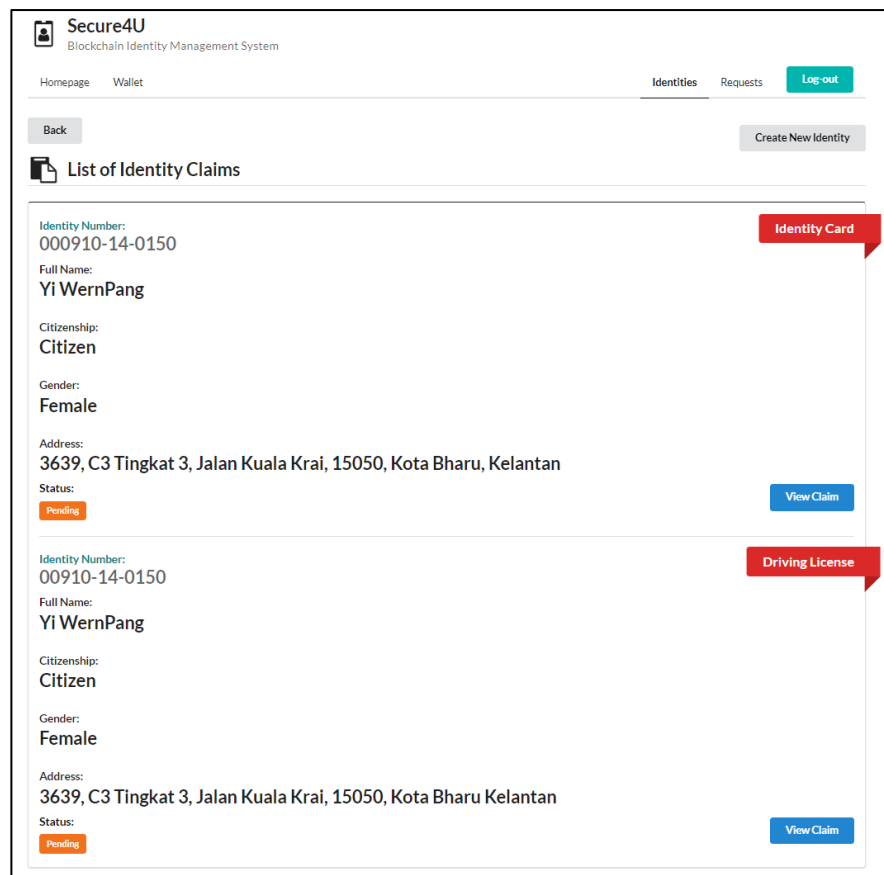 Secure4U
Blockchain Identity Management System
Homepage Wallet Identities Requests Log-out
Back
Create New Identity
List of Identity Claims
Identity Number:
Identity Card
000910-14-0150
Full Name:
Yi WernPang
Citizenship:
Citizen
Gender:
Female
Address:
3639, C3 Tingkat 3, Jalan Kuala Krai, 15050, Kota Bharu, Kelantan
Status:
View Claim
Pending
Identity Number:
Driving License
00910-14-0150
Full Name:
Yi WernPang
Citizenship:
Citizen
Gender:
Female
Address:
3639, C3 Tingkat 3, Jalan Kuala Krai, 15050, Kota Bharu Kelantan
Status:
View Claim
Pending